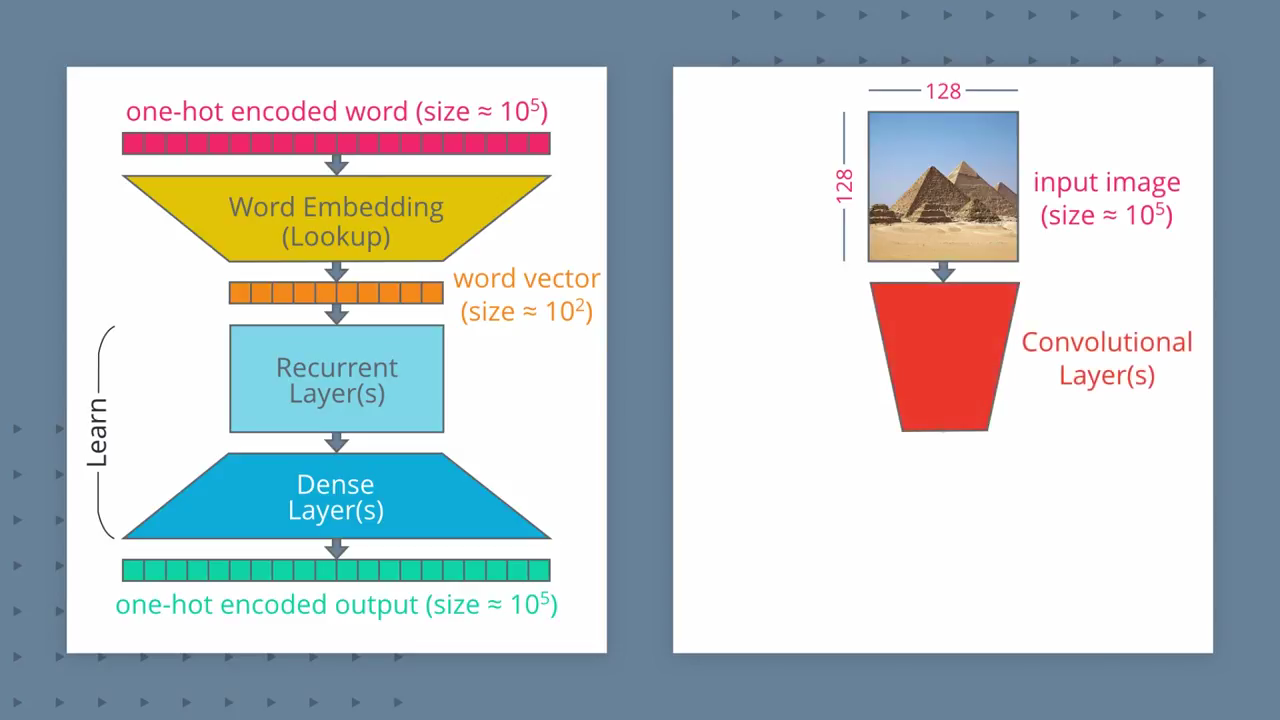 one-hot encoded word (size ≈ 10⁵)
Word Embedding
(Lookup)
word vector
(size ≈ 10²)
Recurrent
Layer(s)
Learn
Dense
Layer(s)
one-hot encoded output (size ≈ 10⁵)
128
128
input image
(size ≈ 10⁵)
Convolutional
Layer(s)